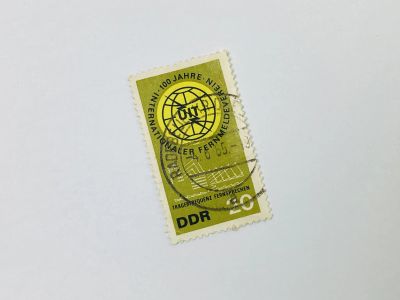 100 JAHRE · INTERNATIONALER FERNMELDEVEREIN ·
UIT
TRÄGERFREQUENZ FERNSPRECHEN
DDR 20